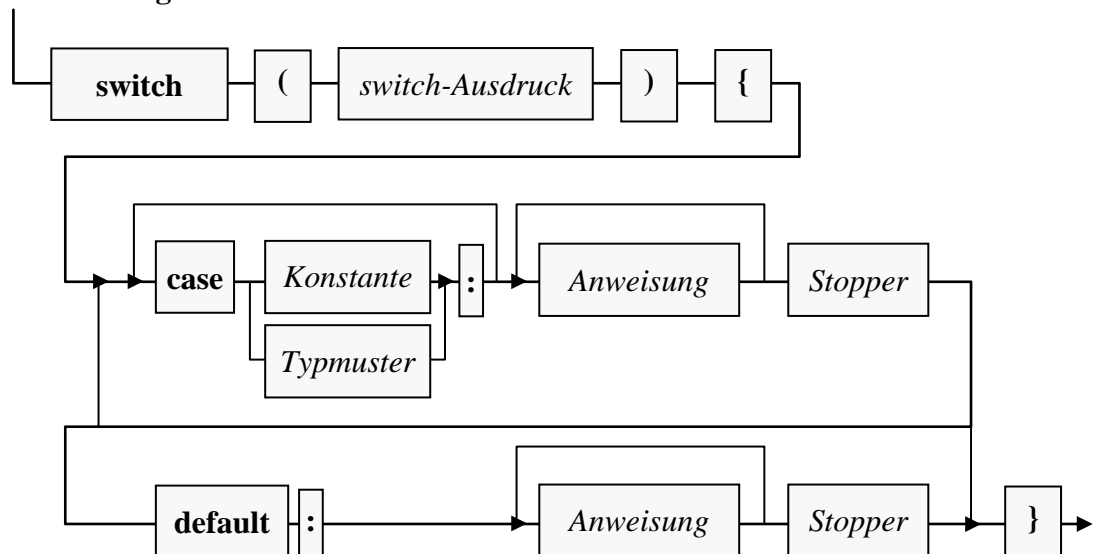 switch ( switch-Ausdruck ) {
case Konstante : Anweisung Stopper
Typmuster
default : Anweisung Stopper }